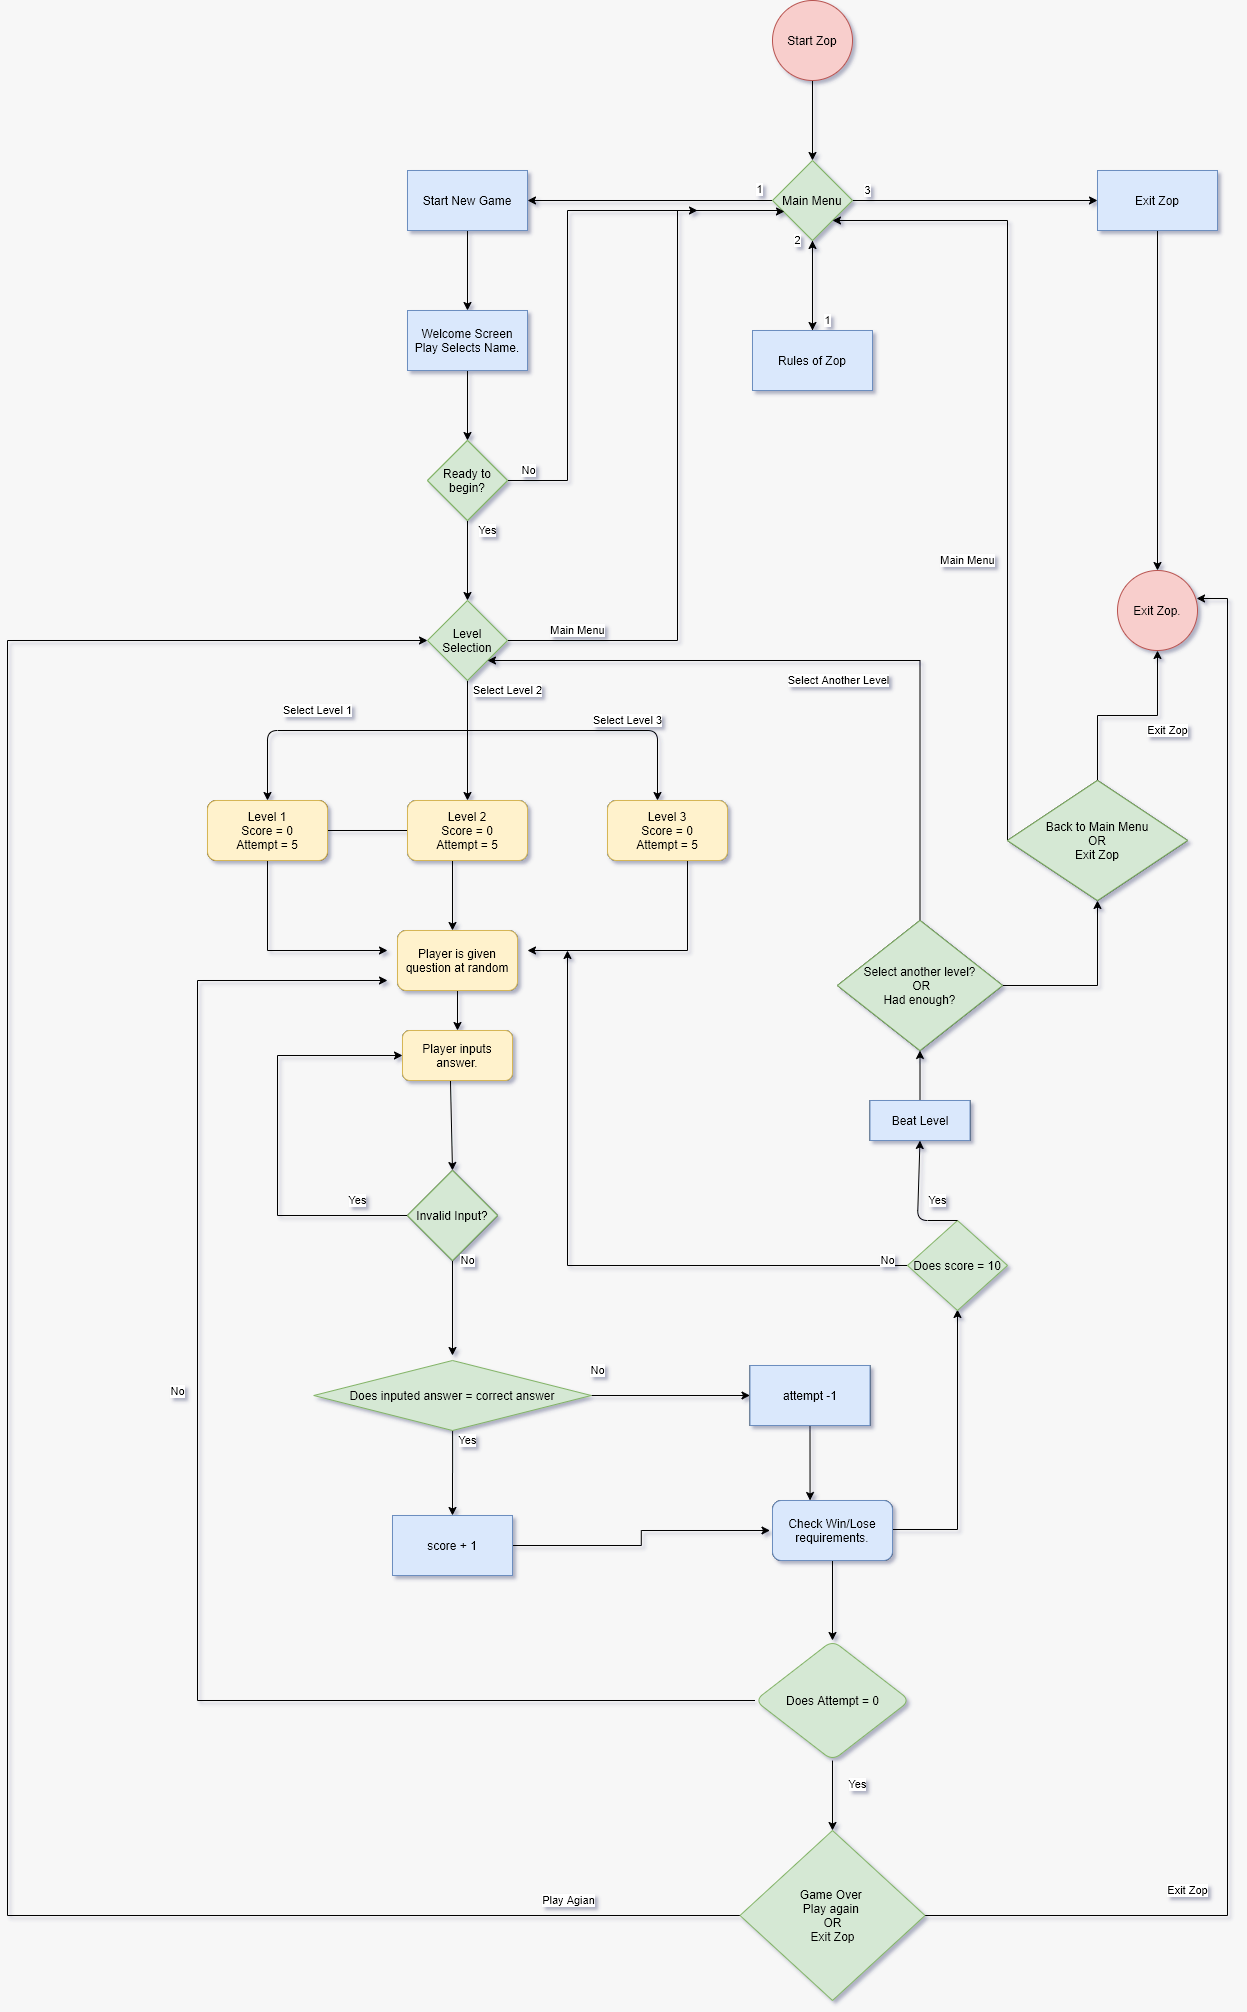 Start Zop
1
Main Menu
3
Start New Game
Exit Zop
2
1
Welcome Screen
Play Selects Name.
Rules of Zop
Ready to
begin?
No
Yes
Main Menu
Exit Zop.
Level
Selection
Main Menu
Select Level 2
Select Another Level
Select Level 1
Select Level 3
Exit Zop
Level 1
Score = 0
Attempt = 5
Level 2
Score = 0
Attempt = 5
Level 3
Score = 0
Attempt = 5
Back to Main Menu
OR
Exit Zop
Player is given
question at random
Select another level?
OR
Had enough?
Player inputs
answer.
Beat Level
Yes
Invalid Input?
Yes
No
No
Does score = 10
No
No
Does inputed answer = correct answer
attempt -1
Yes
score + 1
Check Win/Lose
requirements.
Does Attempt = 0
Yes
Game Over
Play again
OR
Exit Zop
Play Agian
Exit Zop